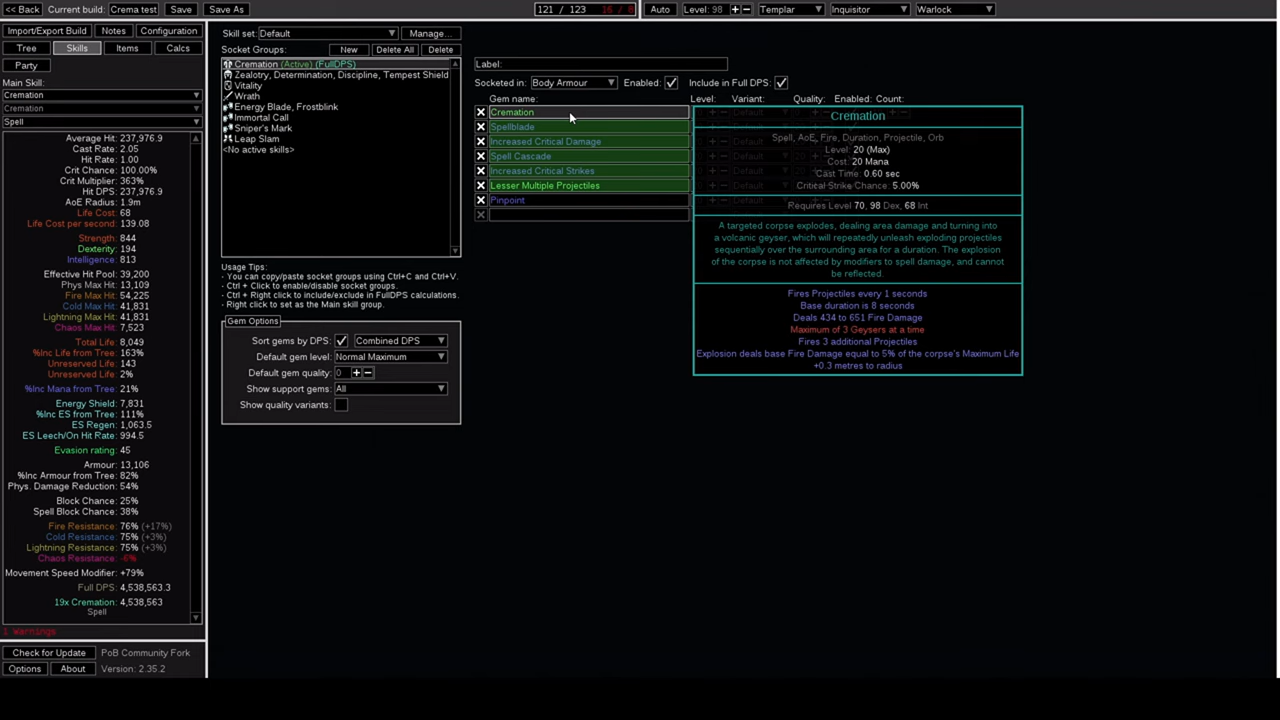 << Back Current build: Crema test Save Save As 121 / 123 16 / 8 Auto Level: 98 Templar Inquisitor Warlock
Import/Export Build Notes Configuration
Tree Skills Items Calcs
Party
Main Skill:
Cremation
Cremation
Spell
Average Hit: 237,976.9
Cast Rate: 2.05
Hit Rate: 1.00
Crit Chance: 100.00%
Crit Multiplier: 363%
Hit DPS: 237,976.9
AoE Radius: 1.9m
Life Cost: 68
Life Cost per second: 139.08
Strength: 844
Dexterity: 194
Intelligence: 813
Effective Hit Pool: 39,200
Phys Max Hit: 13,109
Fire Max Hit: 54,225
Cold Max Hit: 41,831
Lightning Max Hit: 41,831
Chaos Max Hit: 7,523
Total Life: 8,049
%Inc Life from Tree: 163%
Unreserved Life: 143
Unreserved Life: 2%
%Inc Mana from Tree: 21%
Energy Shield: 7,831
%Inc ES from Tree: 111%
ES Regen: 1,063.5
ES Leech/On Hit Rate: 994.5
Evasion rating: 45
Armour: 13,106
%Inc Armour from Tree: 82%
Phys. Damage Reduction: 54%
Block Chance: 25%
Spell Block Chance: 38%
Fire Resistance: 76% (+17%)
Cold Resistance: 75% (+3%)
Lightning Resistance: 75% (+3%)
Chaos Resistance: -6%
Movement Speed Modifier: +79%
Full DPS: 4,538,563.3
19x Cremation: 4,538,563
Spell
1 Warnings
Check for Update PoB Community Fork
Options About Version: 2.35.2
Skill set: Default Manage...
Socket Groups: New Delete All Delete
Cremation (Active) (FullDPS)
Zealotry, Determination, Discipline, Tempest Shield
Vitality
Wrath
Energy Blade, Frostblink
Immortal Call
Sniper's Mark
Leap Slam
<No active skills>
Usage Tips:
- You can copy/paste socket groups using Ctrl+C and Ctrl+V.
- Ctrl + Click to enable/disable socket groups.
- Ctrl + Right click to include/exclude in FullDPS calculations.
- Right click to set as the Main skill group.
Gem Options
Sort gems by DPS: Combined DPS
Default gem level: Normal Maximum
Default gem quality: 0
Show support gems: All
Show quality variants:
Label:
Socketed in: Body Armour Enabled: Include in Full DPS:
Gem name: Level: Variant: Quality: Enabled: Count:
Cremation
Spellblade
Increased Critical Damage
Spell Cascade
Increased Critical Strikes
Lesser Multiple Projectiles
Pinpoint
Cremation
Spell, AoE, Fire, Duration, Projectile, Orb
Level: 20 (Max)
Cost: 20 Mana
Cast Time: 0.60 sec
Critical Strike Chance: 5.00%
Requires Level 70, 98 Dex, 68 Int
A targeted corpse explodes, dealing area damage and turning into
a volcanic geyser, which will repeatedly unleash exploding projectiles
sequentially over the surrounding area for a duration. The explosion
of the corpse is not affected by modifiers to spell damage, and cannot
be reflected.
Fires Projectiles every 1 seconds
Base duration is 8 seconds
Deals 434 to 651 Fire Damage
Maximum of 3 Geysers at a time
Fires 3 additional Projectiles
Explosion deals base Fire Damage equal to 5% of the corpse's Maximum Life
+0.3 metres to radius